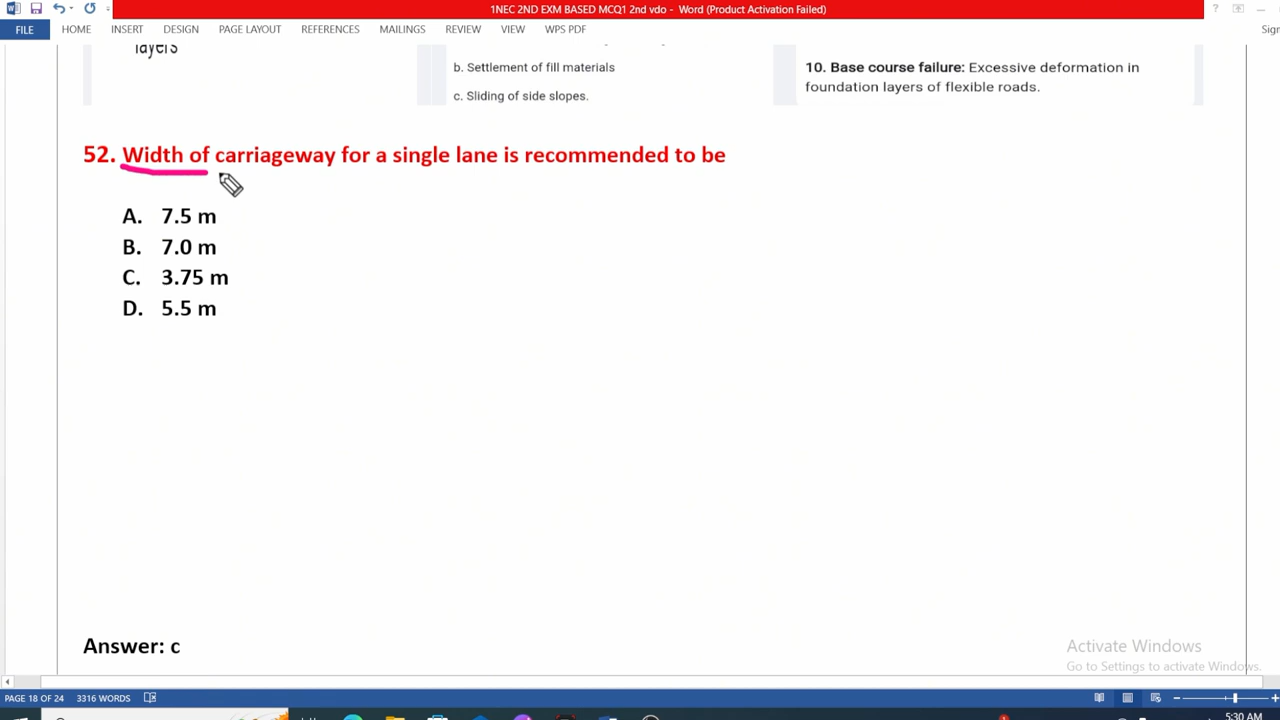 1NEC 2ND EXM BASED MCQ1 2nd vdo - Word (Product Activation Failed)
FILE HOME INSERT DESIGN PAGE LAYOUT REFERENCES MAILINGS REVIEW VIEW WPS PDF Sign
layers
b. Settlement of fill materials
c. Sliding of side slopes.
10. Base course failure: Excessive deformation in
foundation layers of flexible roads.
52. Width of carriageway for a single lane is recommended to be
A. 7.5 m
B. 7.0 m
C. 3.75 m
D. 5.5 m
Answer: c
Activate Windows
Go to Settings to activate Windows.
PAGE 18 OF 24 3316 WORDS
5:30 AM